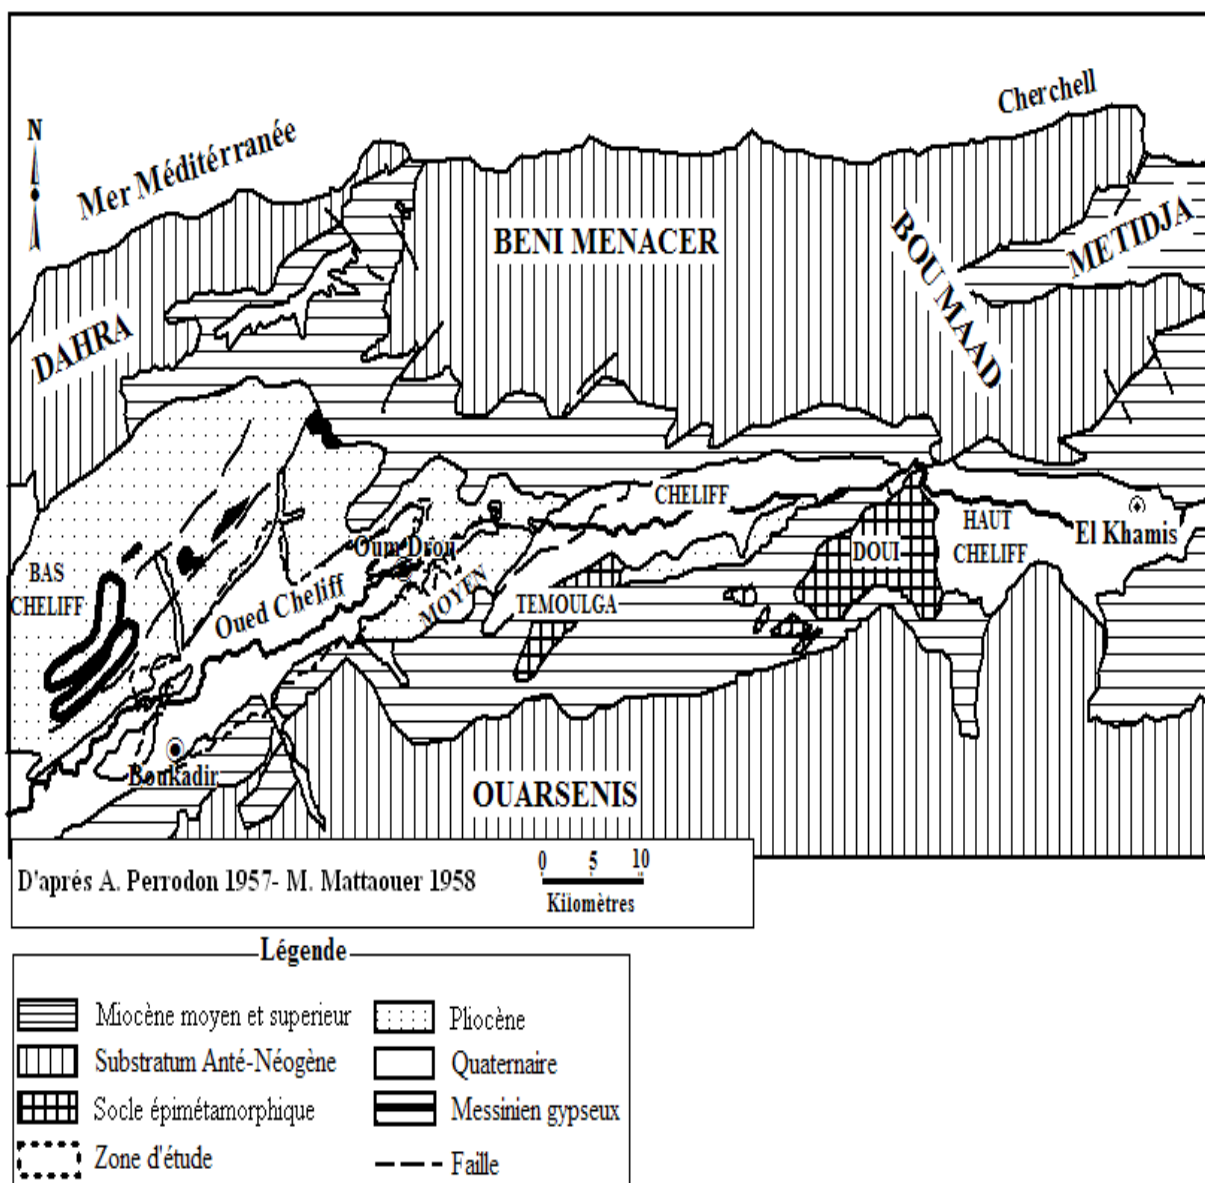 Cherchell
N
Mer Méditérranée
METIDJA
BENI MENACER
BOU MAAD
DAHRA
CHELIFF
El Khamis
HAUT
CHELIFF
DOUI
Oum Drou
BAS
CHELIFF
MOYEN
TEMOULGA
Oued Cheliff
Boukadir
OUARSENIS
D'aprés A. Perrodon 1957- M. Mattaouer 1958
0 5 10
Kilomètres
Légende
Miocène moyen et superieur
Pliocène
Substratum Anté-Néogène
Quaternaire
Socle épimétamorphique
Messinien gypseux
Zone d'étude
Faille